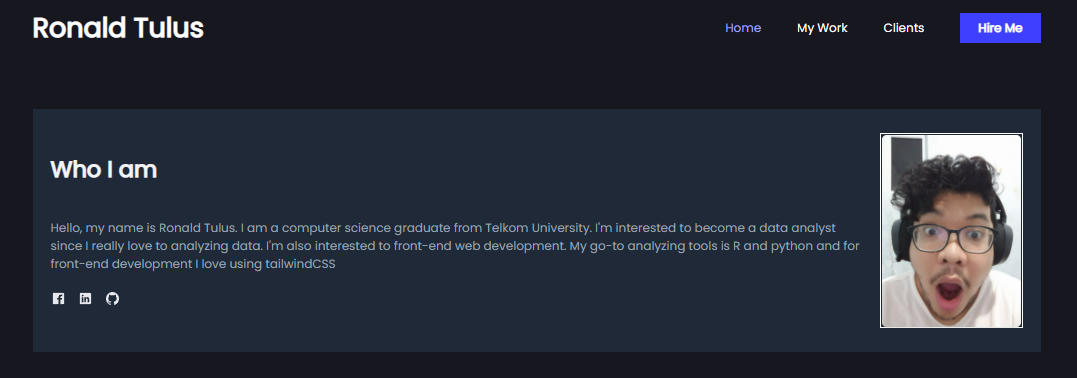 Ronald Tulus
Home
My Work
Clients
Hire Me
Who I am
Hello, my name is Ronald Tulus. I am a computer science graduate from Telkom University. I'm interested to become a data analyst
since I really love to analyzing data. I'm also interested to front-end web development. My go-to analyzing tools is R and python and for
front-end development I love using tailwindCSS